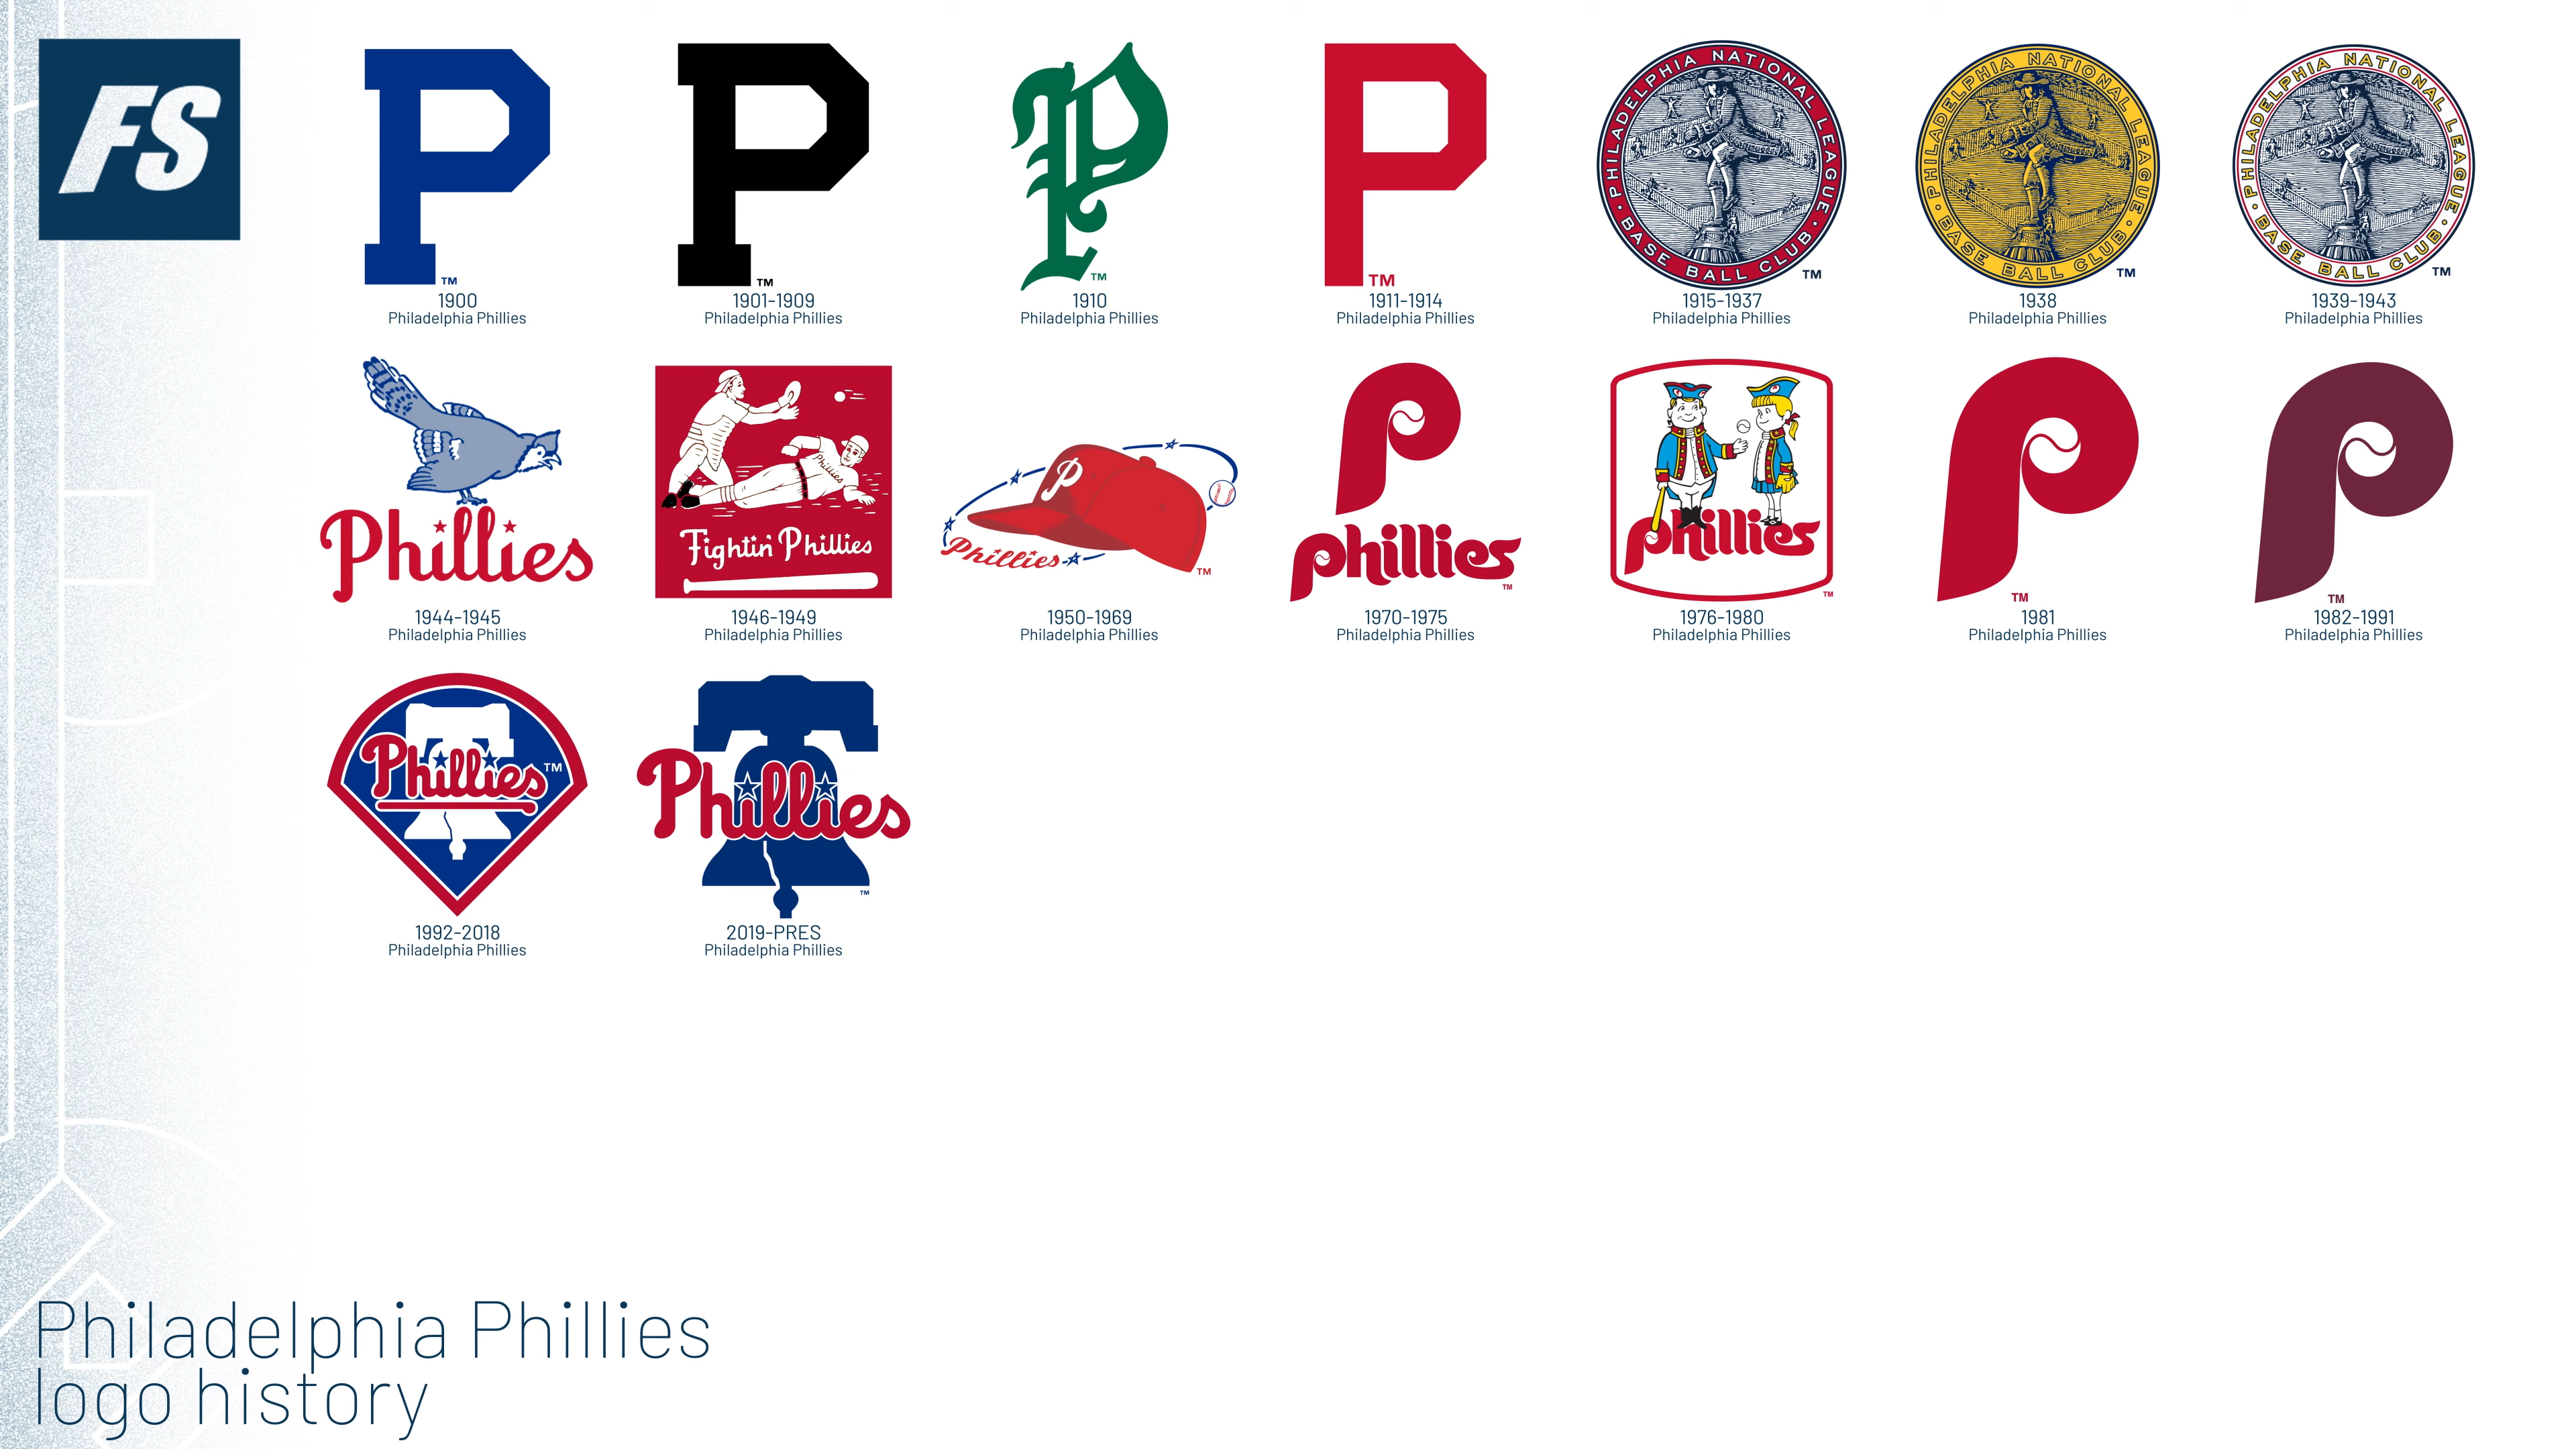 FS
P
TM
1900
Philadelphia Phillies
P
TM
1901-1909
Philadelphia Phillies
P
TM
1910
Philadelphia Phillies
P
TM
1911-1914
Philadelphia Phillies
PHILADELPHIA NATIONAL LEAGUE
· BASE BALL CLUB ·
TM
1915-1937
Philadelphia Phillies
PHILADELPHIA NATIONAL LEAGUE
· BASE BALL CLUB ·
TM
1938
Philadelphia Phillies
PHILADELPHIA NATIONAL LEAGUE
· BASE BALL CLUB ·
TM
1939-1943
Philadelphia Phillies
Phillies
1944-1945
Philadelphia Phillies
Phillies
Fightin' Phillies
1946-1949
Philadelphia Phillies
P
Phillies
TM
1950-1969
Philadelphia Phillies
P
phillies
TM
1970-1975
Philadelphia Phillies
phillies
TM
1976-1980
Philadelphia Phillies
P
TM
1981
Philadelphia Phillies
P
TM
1982-1991
Philadelphia Phillies
Phillies TM
1992-2018
Philadelphia Phillies
Phillies
TM
2019-PRES
Philadelphia Phillies
Philadelphia Phillies
logo history